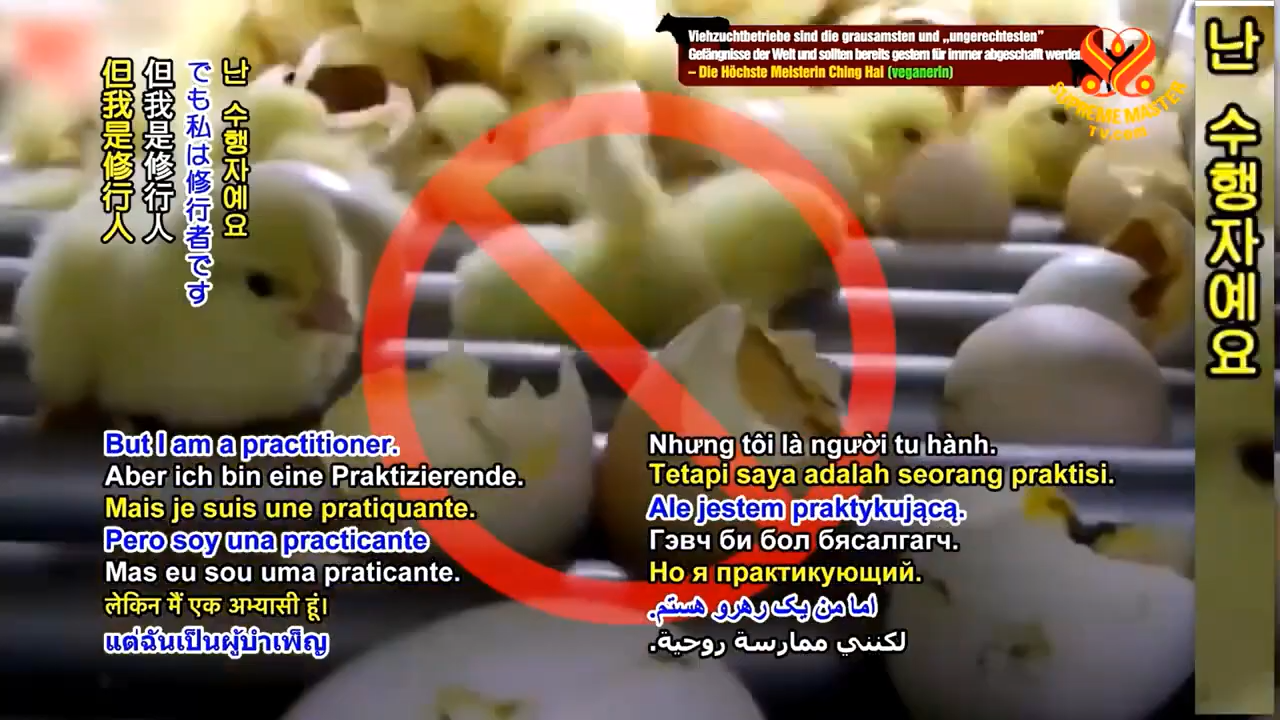 Viehzuchtbetriebe sind die grausamsten und „ungerechtesten”
Gefängnisse der Welt und sollten bereits gestern für immer abgeschafft werden
– Die Höchste Meisterin Ching Hai (veganerin)
SUPREME MASTER
TV.com
난 수행자예요
でも私は修行者です
但我是修行人
但我是修行人
난 수행자예요
But I am a practitioner.
Aber ich bin eine Praktizierende.
Mais je suis une pratiquante.
Pero soy una practicante
Mas eu sou uma praticante.
लेकिन मैं एक अभ्यासी हूं।
แต่ฉันเป็นผู้บำเพ็ญ
Nhưng tôi là người tu hành.
Tetapi saya adalah seorang praktisi.
Ale jestem praktykującą.
Гэвч би бол бясалгагч.
Но я практикующий.
اما من یک رهرو هستم.
لكنني ممارسة روحية.